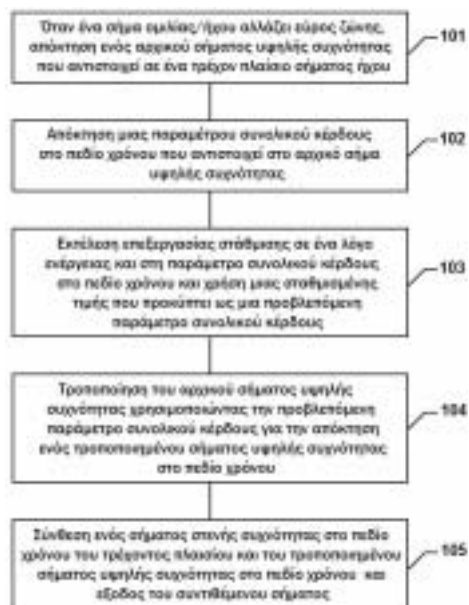 Όταν ένα σήμα ομιλίας/ήχου αλλάζει εύρος ζώνης,
απόκτηση ενός αρχικού σήματος υψηλής συχνότητας
που αντιστοιχεί σε ένα τρέχον πλαίσιο σήματος ήχου
101
Απόκτηση μιας παραμέτρου συνολικού κέρδους
στο πεδίο χρόνου που αντιστοιχεί στο αρχικό σήμα
υψηλής συχνότητας
102
Εκτέλεση επεξεργασίας στάθμισης σε ένα λόγο
ενέργειας και στη παράμετρο συνολικού κέρδους
στο πεδίο χρόνου και χρήση μιας σταθμισμένης
τιμής που προκύπτει ως μια προβλεπόμενη
παράμετρο συνολικού κέρδους
103
Τροποποίηση του αρχικού σήματος υψηλής
συχνότητας χρησιμοποιώντας την προβλεπόμενη
παράμετρο συνολικού κέρδους για την απόκτηση
ενός τροποποιημένου σήματος υψηλής συχνότητας
στο πεδίο χρόνου
104
Σύνθεση ενός σήματος στενής συχνότητας στο πεδίο
χρόνου του τρέχοντος πλαισίου και του τροποποιημένου
σήματος υψηλής συχνότητας στο πεδίο χρόνου και
έξοδος του συντιθέμενου σήματος
105